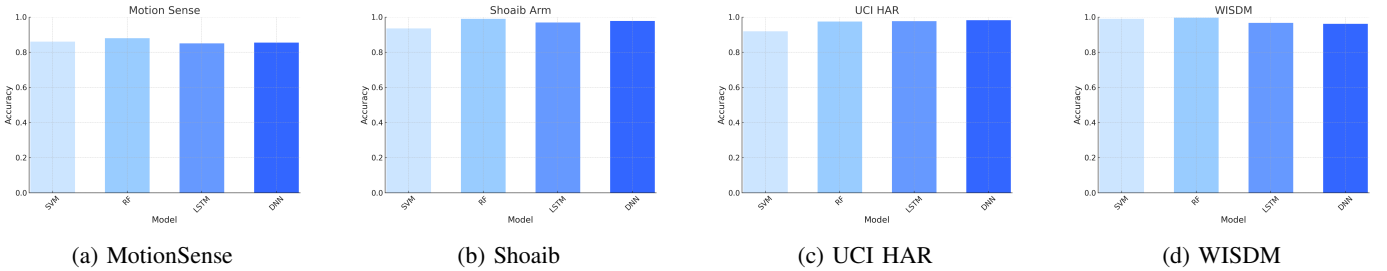 Motion Sense
1.0
0.8
0.6
0.4
0.2
0.0
Accuracy
SVM
RF
LSTM
DNN
Model
(a) MotionSense
Shoaib Arm
1.0
0.8
0.6
0.4
0.2
0.0
Accuracy
SVM
RF
LSTM
DNN
Model
(b) Shoaib
UCI HAR
1.0
0.8
0.6
0.4
0.2
0.0
Accuracy
SVM
RF
LSTM
DNN
Model
(c) UCI HAR
WISDM
1.0
0.8
0.6
0.4
0.2
0.0
Accuracy
SVM
RF
LSTM
DNN
Model
(d) WISDM